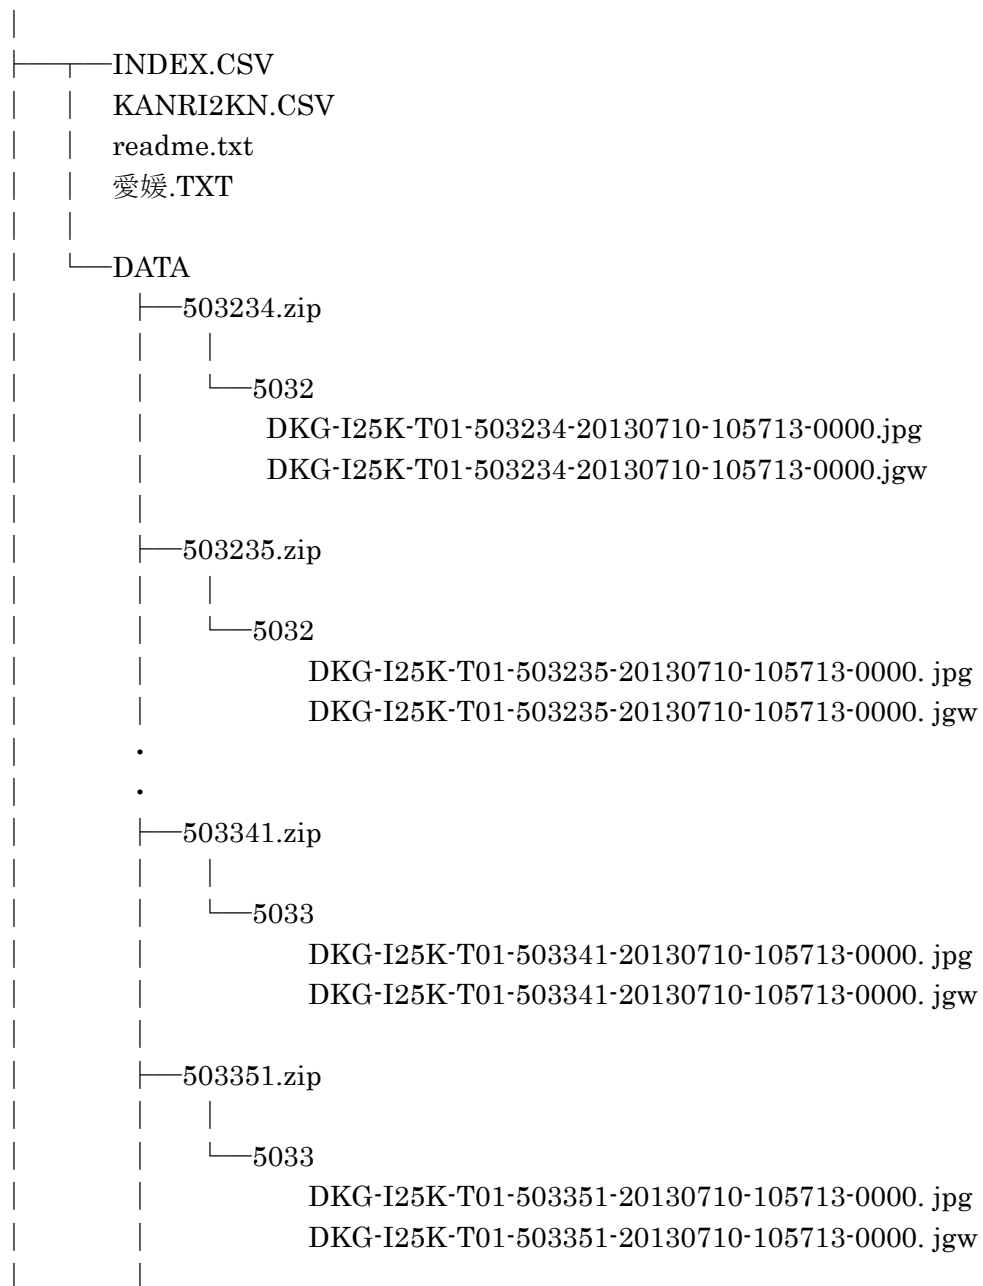 INDEX.CSV
KANRI2KN.CSV
readme.txt
愛媛.TXT
DATA
503234.zip
5032
DKG-I25K-T01-503234-20130710-105713-0000.jpg
DKG-I25K-T01-503234-20130710-105713-0000.jgw
503235.zip
5032
DKG-I25K-T01-503235-20130710-105713-0000. jpg
DKG-I25K-T01-503235-20130710-105713-0000. jgw
・
・
503341.zip
5033
DKG-I25K-T01-503341-20130710-105713-0000. jpg
DKG-I25K-T01-503341-20130710-105713-0000. jgw
503351.zip
5033
DKG-I25K-T01-503351-20130710-105713-0000. jpg
DKG-I25K-T01-503351-20130710-105713-0000. jgw